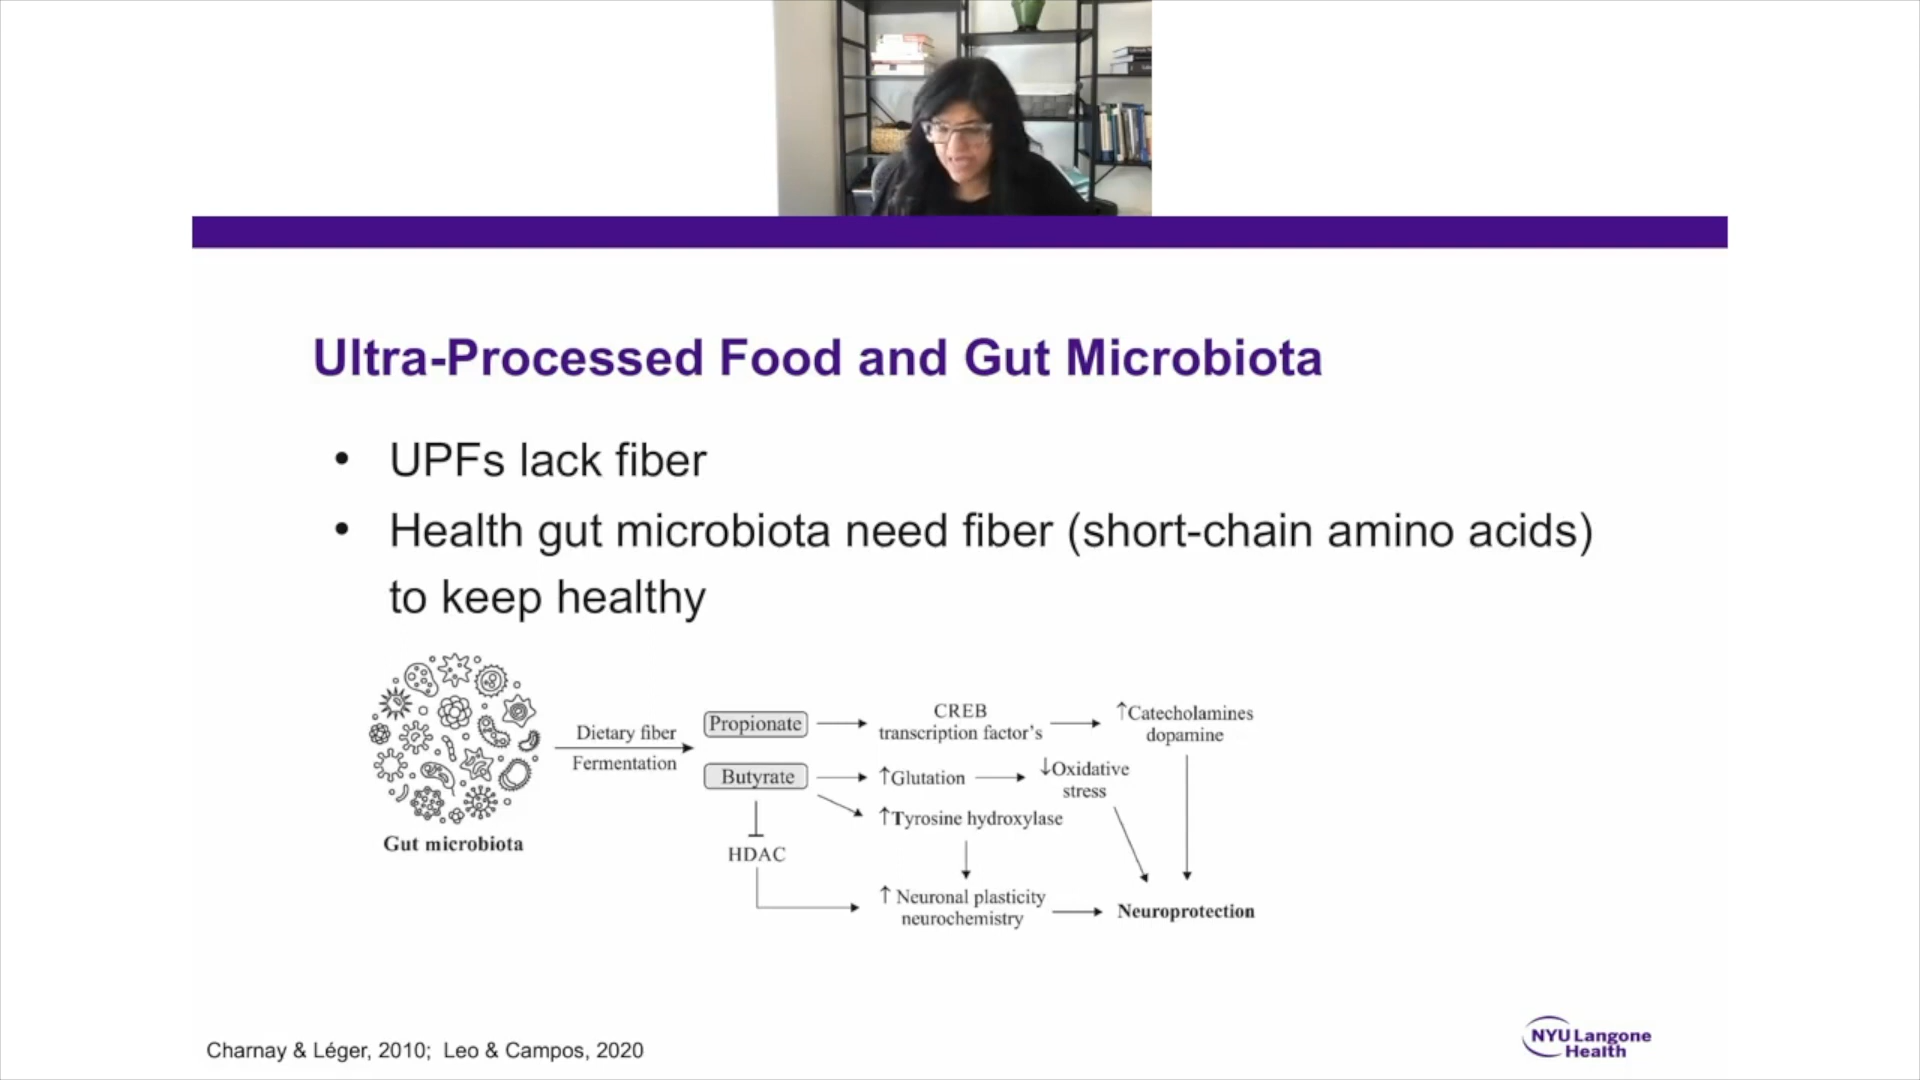 Ultra-Processed Food and Gut Microbiota
• UPFs lack fiber
• Health gut microbiota need fiber (short-chain amino acids)
to keep healthy
Gut microbiota
Dietary fiber
Fermentation
Propionate
Butyrate
HDAC
CREB
transcription factor's
↑Catecholamines
dopamine
↑Glutation
↓Oxidative
stress
↑Tyrosine hydroxylase
↑ Neuronal plasticity
neurochemistry
Neuroprotection
Charnay & Léger, 2010; Leo & Campos, 2020
NYU Langone
Health